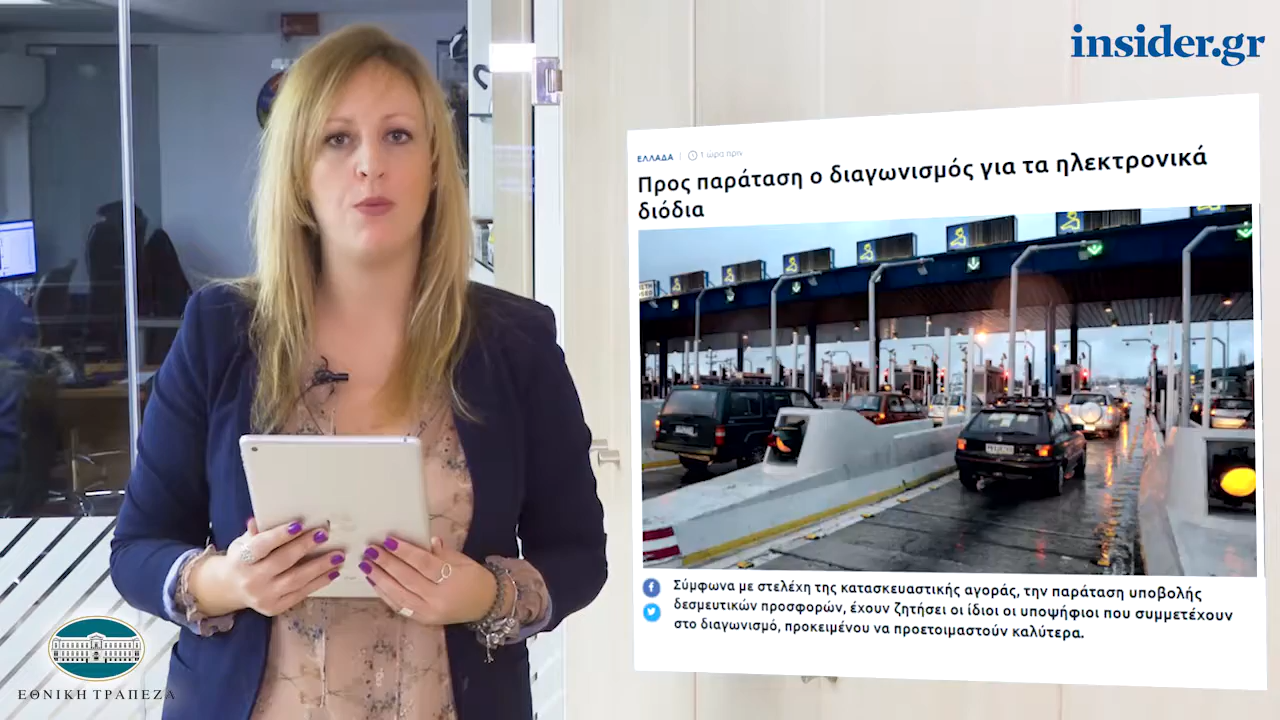 insider.gr
ΕΛΛΑΔΑ | 1 ώρα πριν
Προς παράταση ο διαγωνισμός για τα ηλεκτρονικά
διόδια
Σύμφωνα με στελέχη της κατασκευαστικής αγοράς, την παράταση υποβολής
δεσμευτικών προσφορών, έχουν ζητήσει οι ίδιοι οι υποψήφιοι που συμμετέχουν
στο διαγωνισμό, προκειμένου να προετοιμαστούν καλύτερα.
ΕΘΝΙΚΗ ΤΡΑΠΕΖΑ